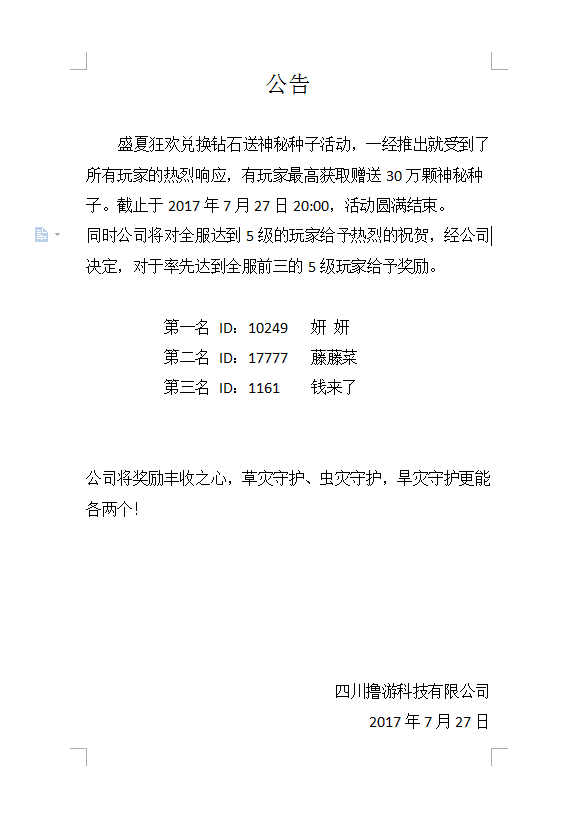 公告
盛夏狂欢兑换钻石送神秘种子活动，一经推出就受到了
所有玩家的热烈响应，有玩家最高获取赠送 30 万颗神秘种
子。截止于 2017 年 7 月 27 日 20:00，活动圆满结束。
同时公司将对全服达到 5 级的玩家给予热烈的祝贺，经公司
决定，对于率先达到全服前三的 5 级玩家给予奖励。
第一名 ID：10249 妍 妍
第二名 ID：17777 藤藤菜
第三名 ID：1161 钱来了
公司将奖励丰收之心，草灾守护、虫灾守护，旱灾守护更能
各两个！
四川撸游科技有限公司
2017 年 7 月 27 日